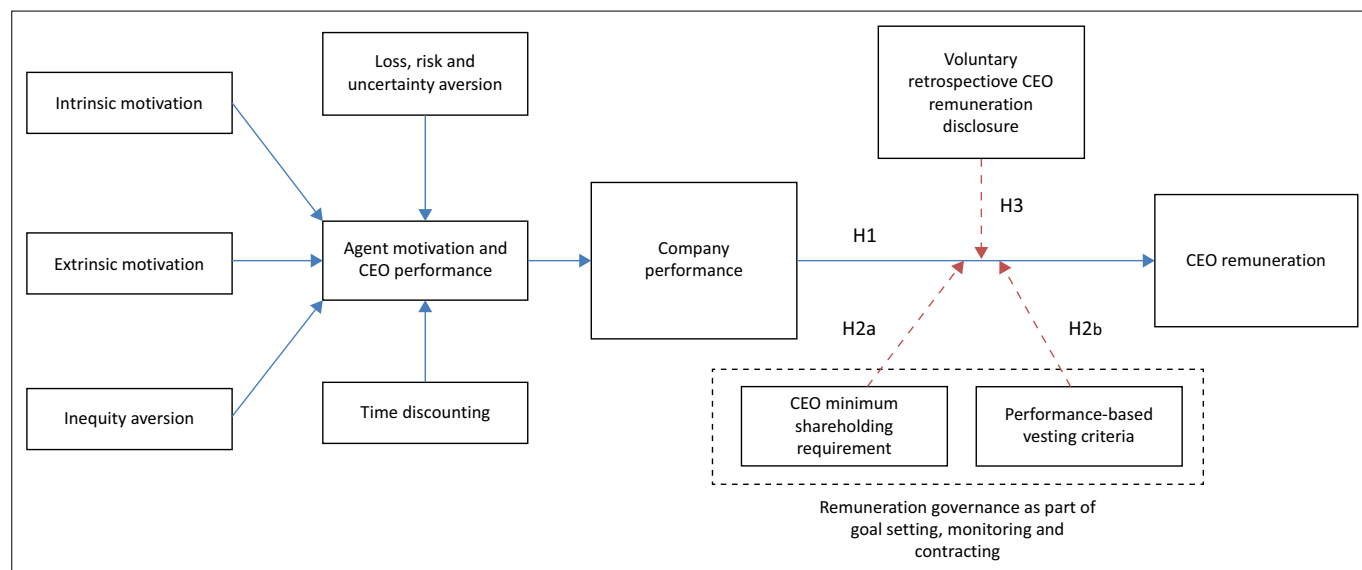 Intrinsic motivation
Extrinsic motivation
Inequity aversion
Loss, risk and
uncertainty aversion
Agent motivation and
CEO performance
Time discounting
Company
performance
Voluntary
retrospectiove CEO
remuneration
disclosure
H1
H3
H2a
H2b
CEO remuneration
CEO minimum
shareholding
requirement
Performance-based
vesting criteria
Remuneration governance as part of
goal setting, monitoring and
contracting